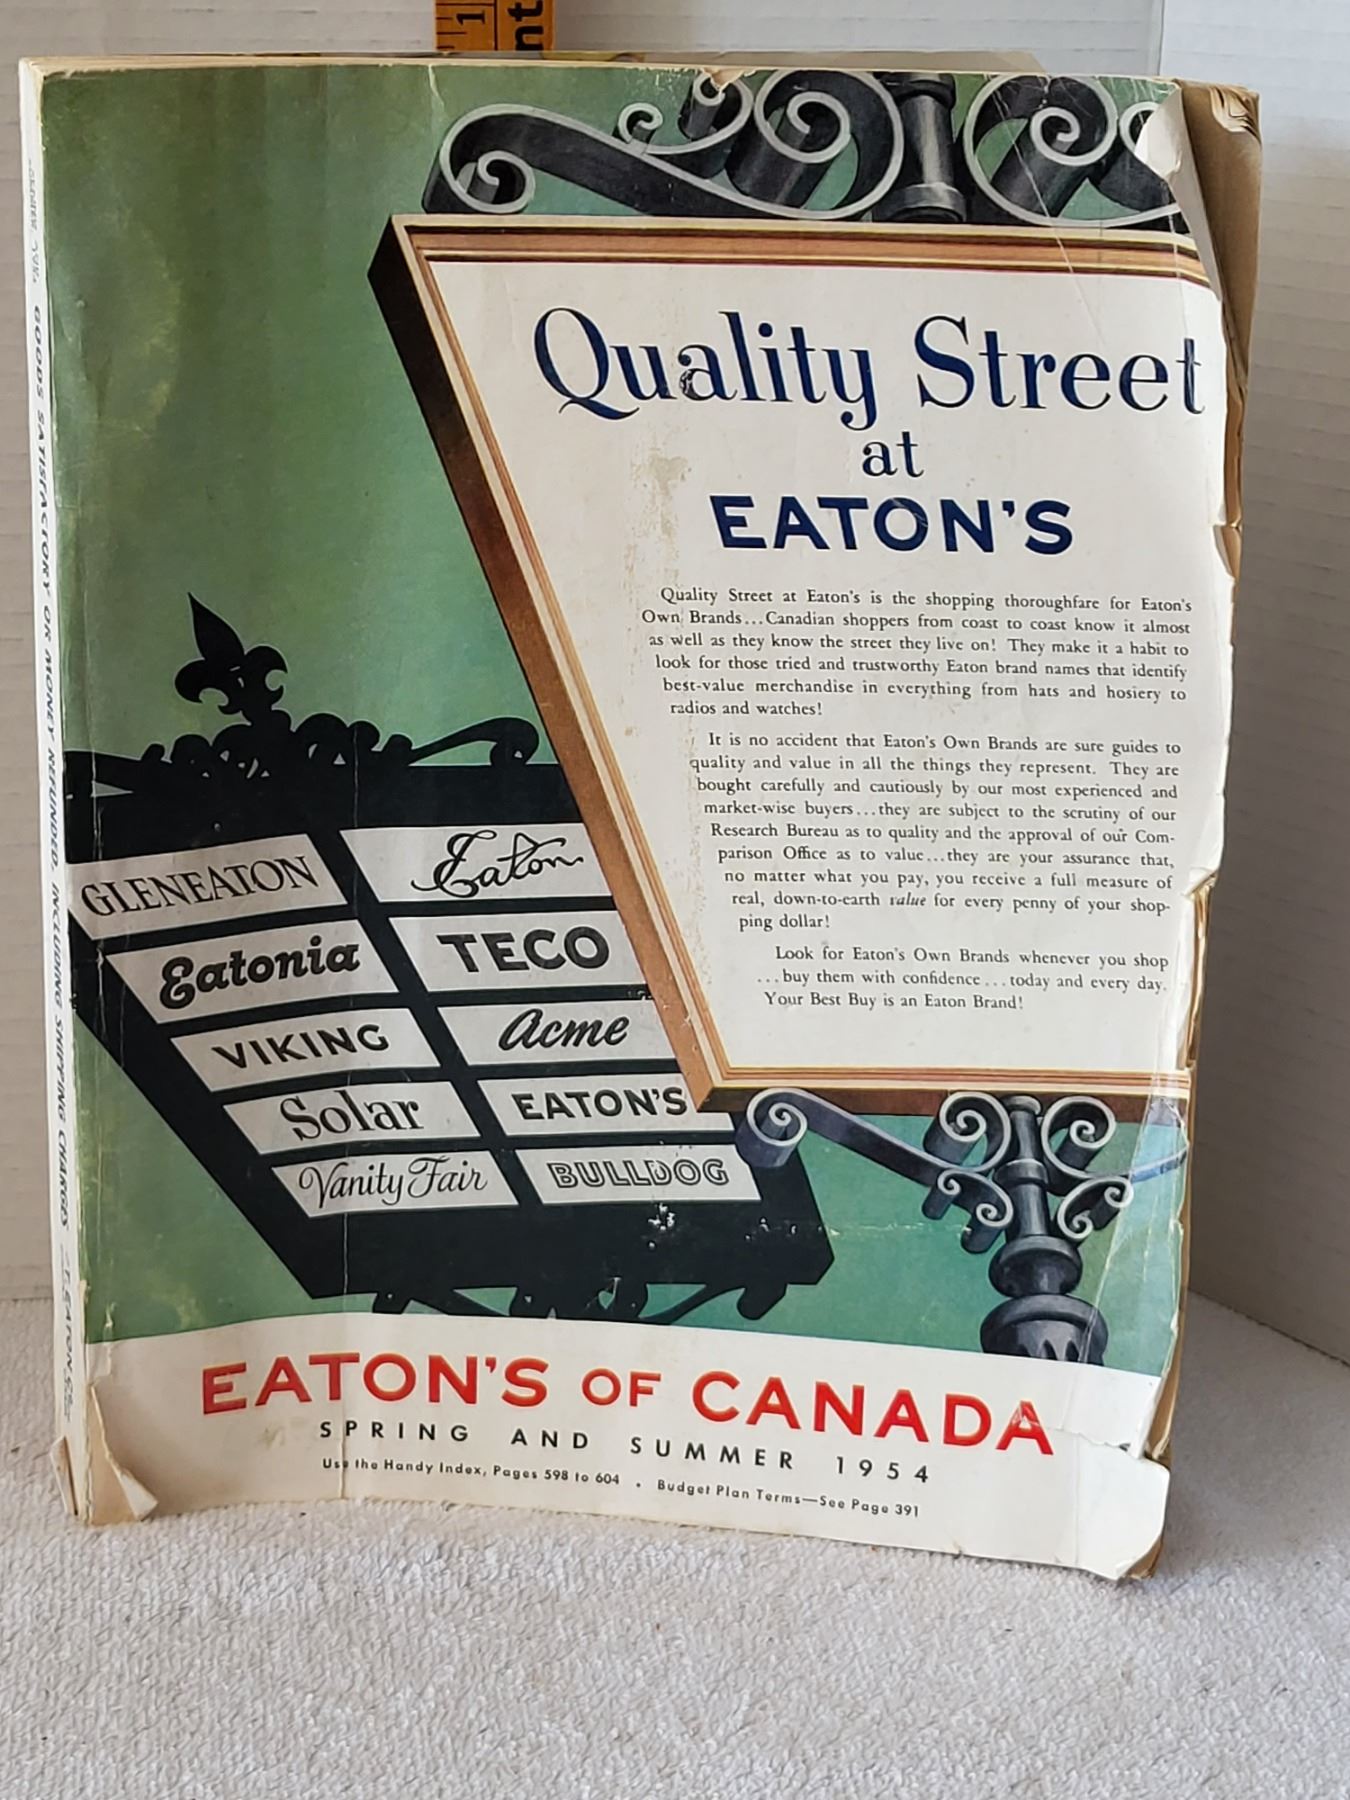 1
nt
Quality Street
at
EATON'S
Quality Street at Eaton's is the shopping thoroughfare for Eaton's
Own Brands...Canadian shoppers from coast to coast know it almost
as well as they know the street they live on! They make it a habit to
look for those tried and trustworthy Eaton brand names that identify
best-value merchandise in everything from hats and hosiery to
radios and watches!
It is no accident that Eaton's Own Brands are sure guides to
quality and value in all the things they represent. They are
bought carefully and cautiously by our most experienced and
market-wise buyers...they are subject to the scrutiny of our
Research Bureau as to quality and the approval of our Com-
parison Office as to value...they are your assurance that,
no matter what you pay, you receive a full measure of
real, down-to-earth value for every penny of your shop-
ping dollar!
Look for Eaton's Own Brands whenever you shop
...buy them with confidence...today and every day.
Your Best Buy is an Eaton Brand!
GLENEATON
Eaton
Eatonia
TECO
VIKING
Acme
Solar
EATON'S
Vanity Fair
BULLDOG
EATON'S OF CANADA
SPRING AND SUMMER 1954
Use the Handy Index, Pages 598 to 604 • Budget Plan Terms—See Page 391
GOODS SATISFACTORY OR MONEY REFUNDED, INCLUDING SHIPPING CHARGES